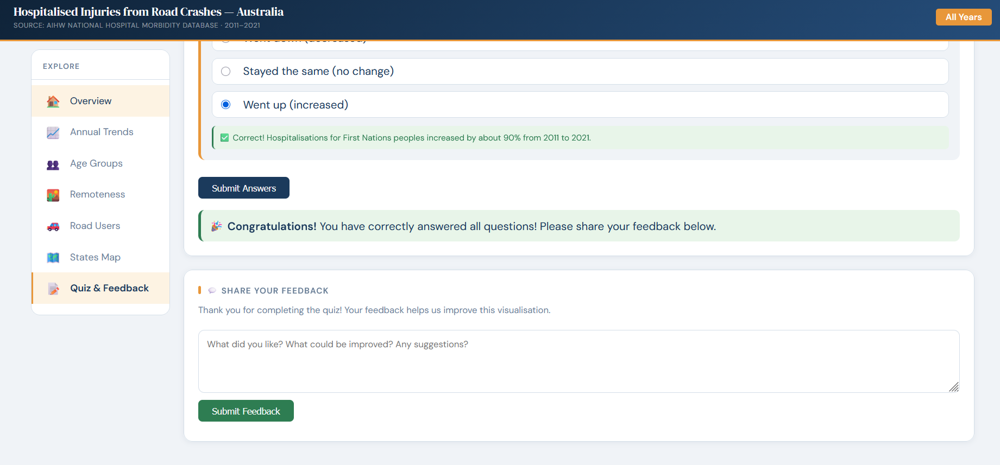 Hospitalised Injuries from Road Crashes — Australia
SOURCE: AIHW NATIONAL HOSPITAL MORBIDITY DATABASE · 2011–2021
All Years
EXPLORE
Overview
Annual Trends
Age Groups
Remoteness
Road Users
States Map
Quiz & Feedback
Went down (decreased)
Stayed the same (no change)
Went up (increased)
Correct! Hospitalisations for First Nations peoples increased by about 90% from 2011 to 2021.
Submit Answers
Congratulations! You have correctly answered all questions! Please share your feedback below.
SHARE YOUR FEEDBACK
Thank you for completing the quiz! Your feedback helps us improve this visualisation.
What did you like? What could be improved? Any suggestions?
Submit Feedback